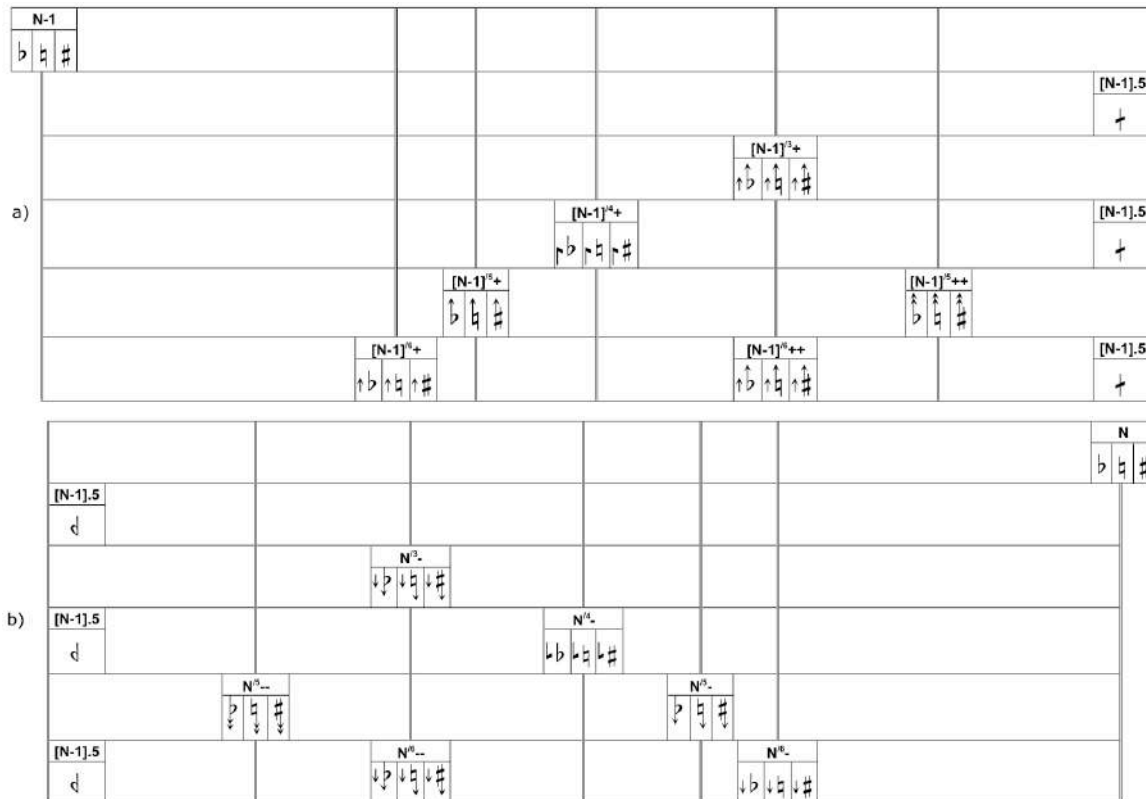 N-1
♭ ♮ ♯
[N-1].5
[N-1]/3+
a)
[N-1]/4+
[N-1].5
[N-1]/5+
[N-1]/5++
[N-1]/6+
[N-1]/6++
[N-1].5
N
♭ ♮ ♯
[N-1].5
N/3-
b)
[N-1].5
N/4-
N/5--
N/5-
[N-1].5
N/6--
N/6-